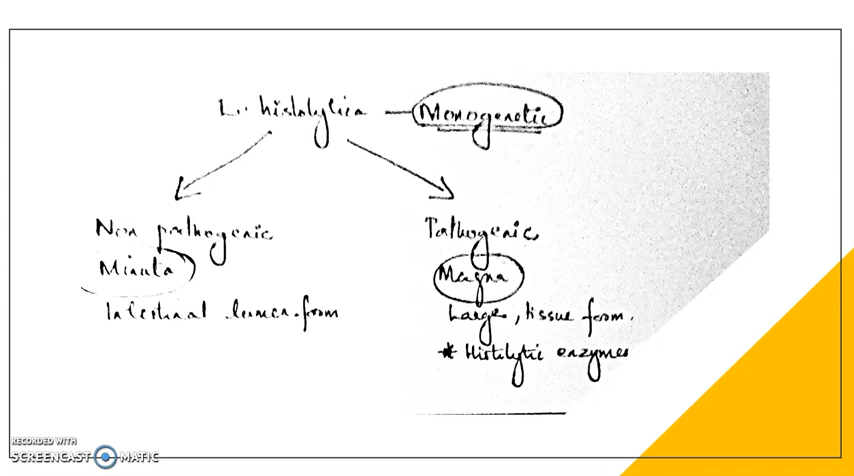 E. histolytica — Monogenetic
Non pathogenic
Minuta
Intestinal lumen form
Pathogenic
Magna
Large, tissue form.
* Histolytic enzymes
RECORDED WITH
SCREENCAST MATIC